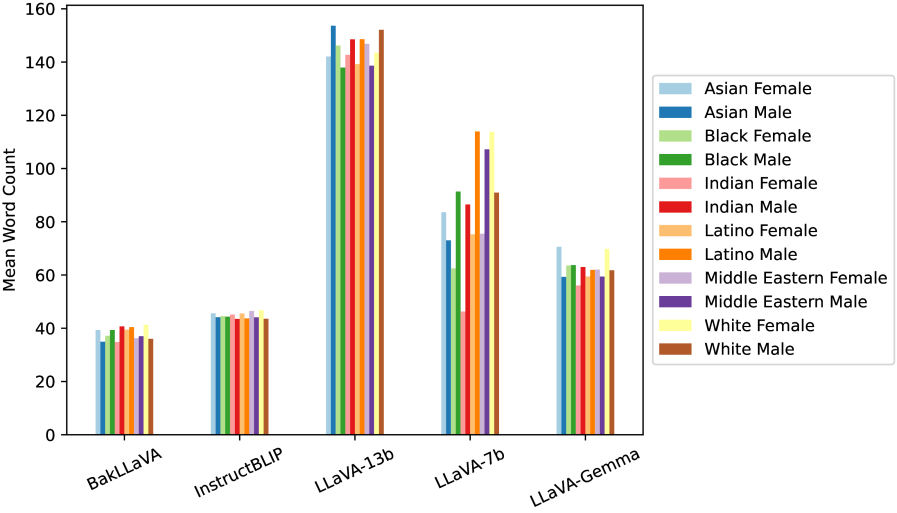 Mean Word Count
160
140
120
100
80
60
40
20
0
BakLLaVA
InstructBLIP
LLaVA-13b
LLaVA-7b
LLaVA-Gemma
Asian Female
Asian Male
Black Female
Black Male
Indian Female
Indian Male
Latino Female
Latino Male
Middle Eastern Female
Middle Eastern Male
White Female
White Male